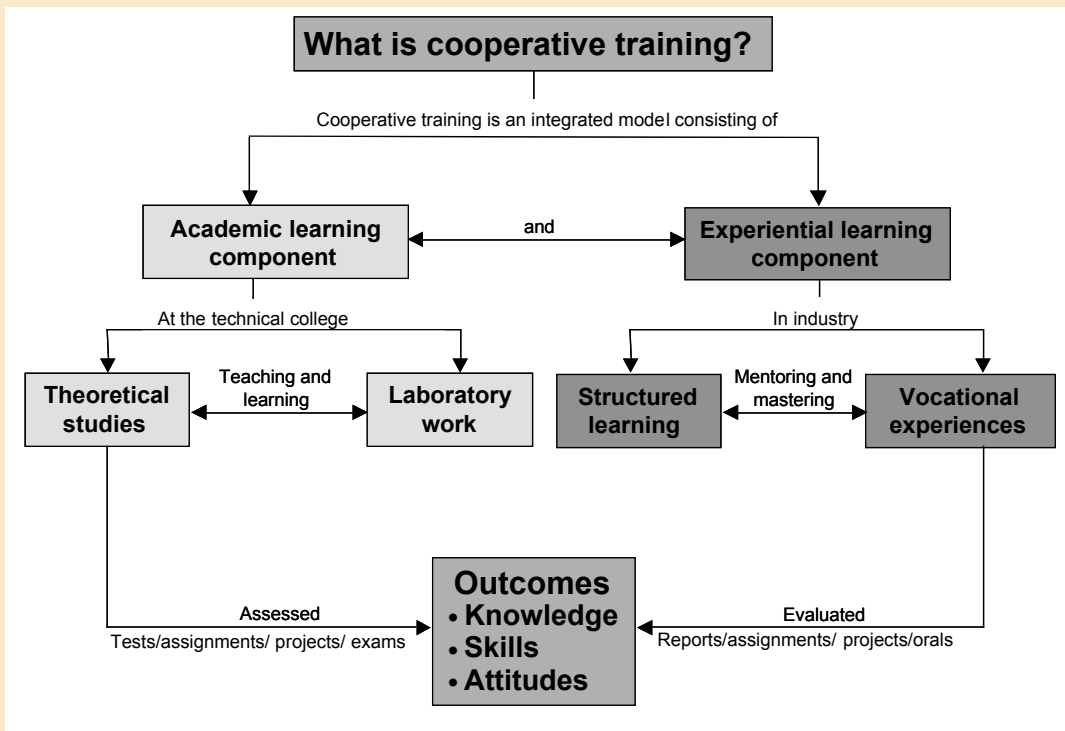 What is cooperative training?
Cooperative training is an integrated model consisting of
Academic learning
component
and
Experiential learning
component
At the technical college
In industry
Theoretical
studies
Teaching and
learning
Laboratory
work
Structured
learning
Mentoring and
mastering
Vocational
experiences
Assessed
Tests/assignments/ projects/ exams
Outcomes
• Knowledge
• Skills
• Attitudes
Evaluated
Reports/assignments/ projects/orals